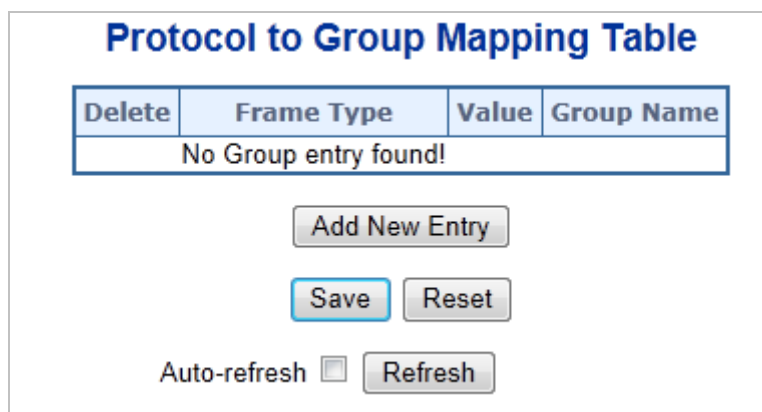 Protocol to Group Mapping Table
Delete Frame Type Value Group Name
No Group entry found!
Add New Entry
Save Reset
Auto-refresh Refresh